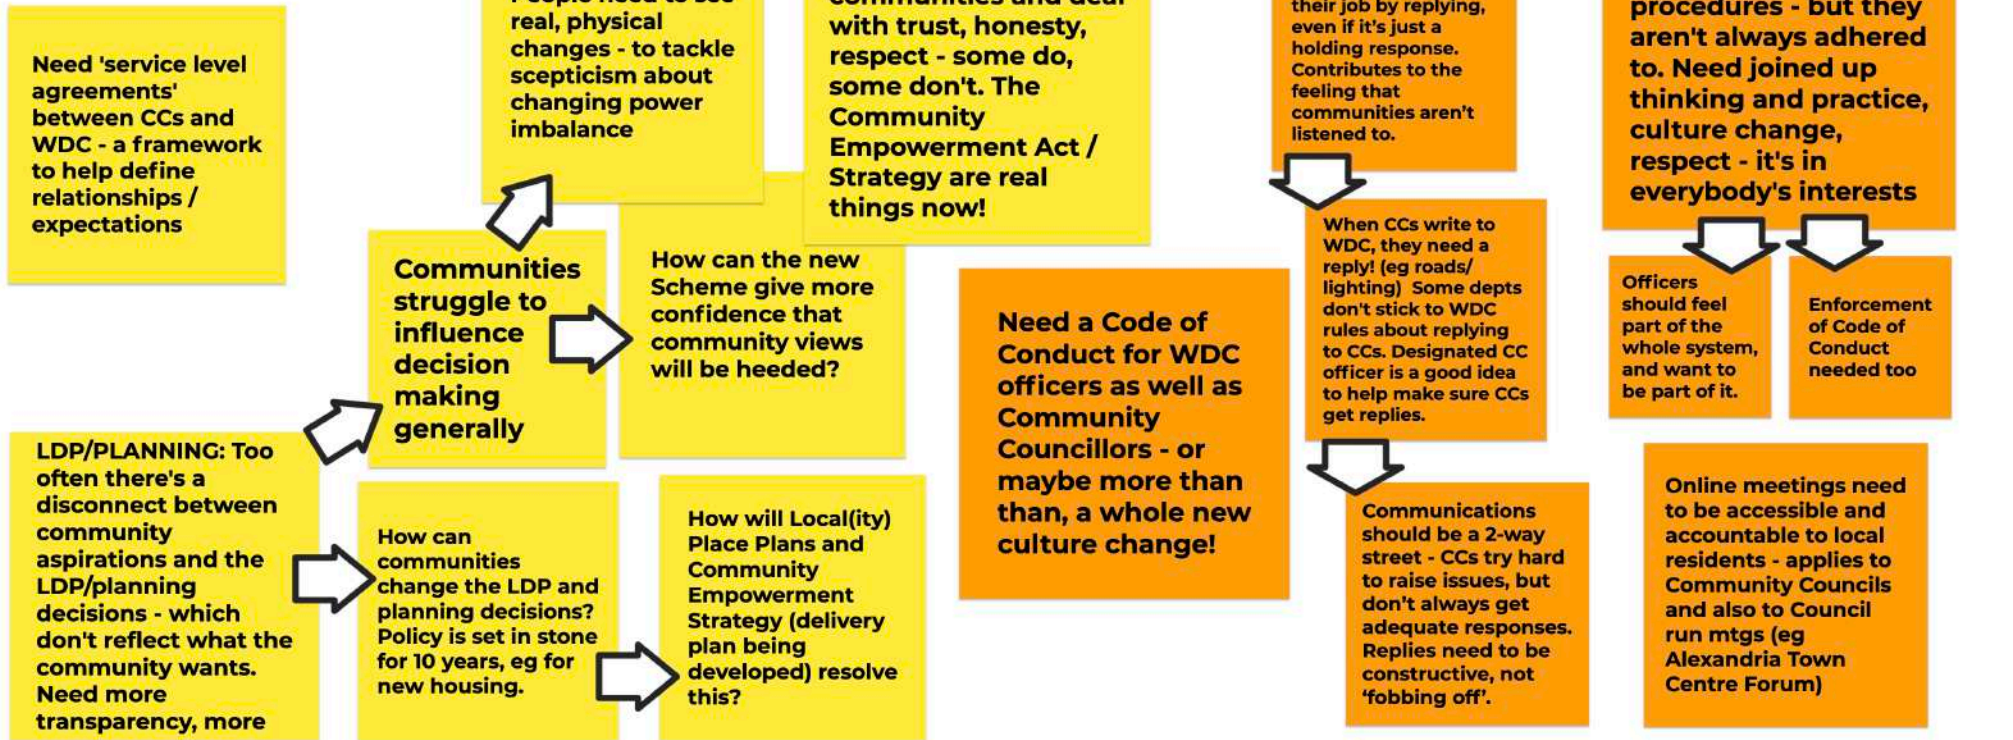 Need 'service level
agreements'
between CCs and
WDC - a framework
to help define
relationships /
expectations
People need to see
real, physical
changes - to tackle
scepticism about
changing power
imbalance
communities and deal
with trust, honesty,
respect - some do,
some don't. The
Community
Empowerment Act /
Strategy are real
things now!
Communities
struggle to
influence
decision
making
generally
How can the new
Scheme give more
confidence that
community views
will be heeded?
LDP/PLANNING: Too
often there's a
disconnect between
community
aspirations and the
LDP/planning
decisions - which
don't reflect what the
community wants.
Need more
transparency, more
How can
communities
change the LDP and
planning decisions?
Policy is set in stone
for 10 years, eg for
new housing.
How will Local(ity)
Place Plans and
Community
Empowerment
Strategy (delivery
plan being
developed) resolve
this?
Need a Code of
Conduct for WDC
officers as well as
Community
Councillors - or
maybe more than
than, a whole new
culture change!
their job by replying,
even if it's just a
holding response.
Contributes to the
feeling that
communities aren't
listened to.
When CCs write to
WDC, they need a
reply! (eg roads/
lighting) Some depts
don't stick to WDC
rules about replying
to CCs. Designated CC
officer is a good idea
to help make sure CCs
get replies.
Communications
should be a 2-way
street - CCs try hard
to raise issues, but
don't always get
adequate responses.
Replies need to be
constructive, not
‘fobbing off’.
procedures - but they
aren't always adhered
to. Need joined up
thinking and practice,
culture change,
respect - it's in
everybody's interests
Officers
should feel
part of the
whole system,
and want to
be part of it.
Enforcement
of Code of
Conduct
needed too
Online meetings need
to be accessible and
accountable to local
residents - applies to
Community Councils
and also to Council
run mtgs (eg
Alexandria Town
Centre Forum)